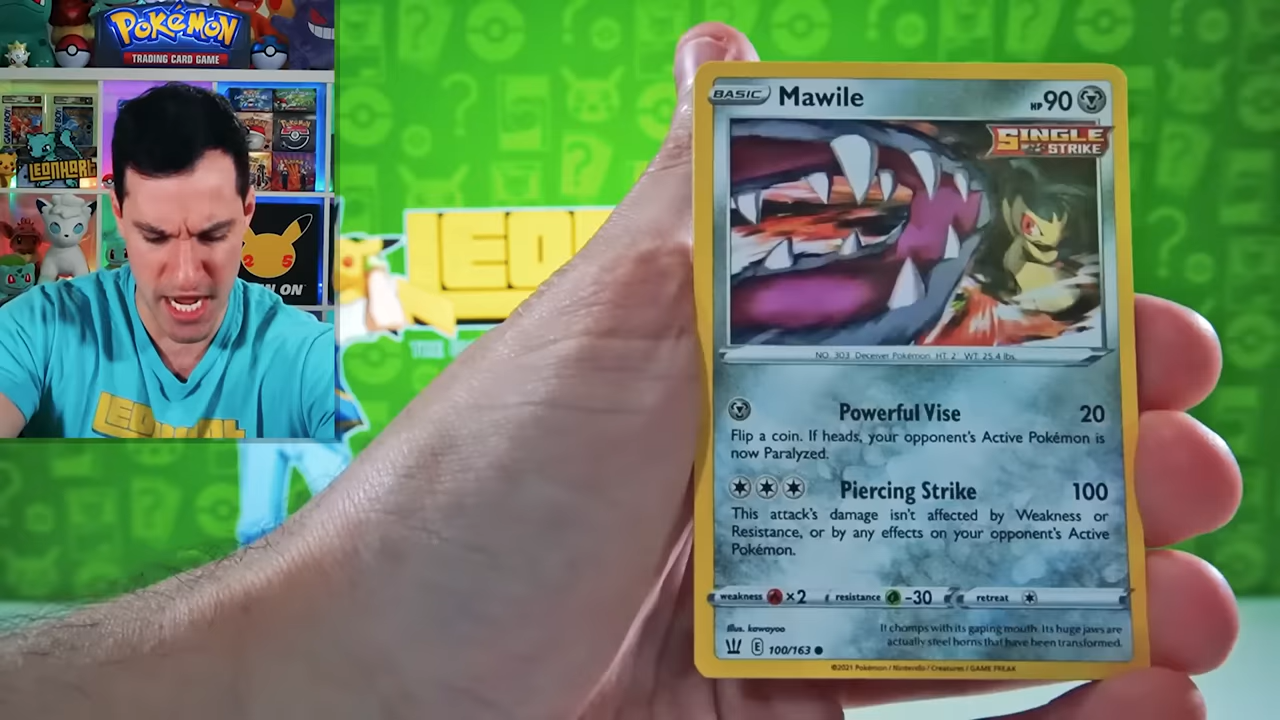 POKÉMON
TRADING CARD GAME
LEONHART
25
ON
BASIC Mawile HP 90
SINGLE
STRIKE
NO. 303 Deceiver Pokémon HT. 2' WT. 25.4 lbs.
Powerful Vise 20
Flip a coin. If heads, your opponent's Active Pokémon is
now Paralyzed.
Piercing Strike 100
This attack's damage isn't affected by Weakness or
Resistance, or by any effects on your opponent's Active
Pokémon.
weakness ×2 resistance -30 retreat
Illus. kawayoo
It chomps with its gaping mouth. Its huge jaws are
actually steel horns that have been transformed.
E 100/163
©2021 Pokémon / Nintendo / Creatures / GAME FREAK